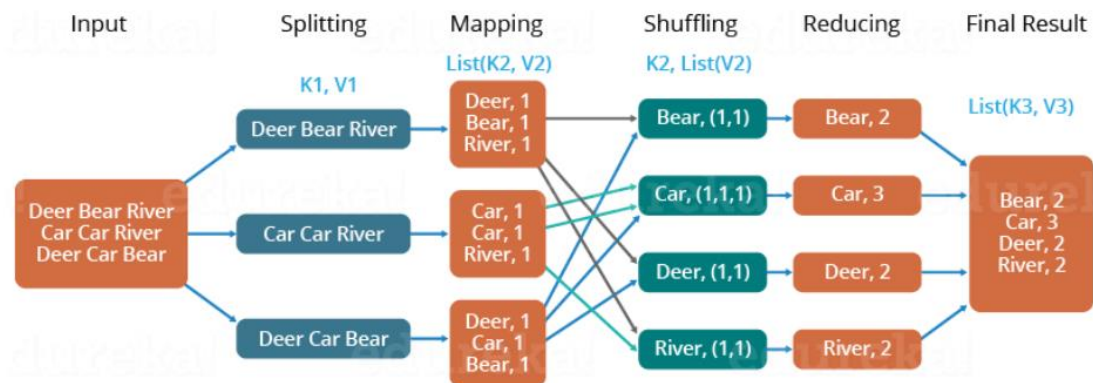 Input
Splitting
Mapping
Shuffling
Reducing
Final Result
K1, V1
List(K2, V2)
K2, List(V2)
List(K3, V3)
Deer Bear River
Car Car River
Deer Car Bear
Deer Bear River
Car Car River
Deer Car Bear
Deer, 1
Bear, 1
River, 1
Car, 1
Car, 1
River, 1
Deer, 1
Car, 1
Bear, 1
Bear, (1,1)
Car, (1,1,1)
Deer, (1,1)
River, (1,1)
Bear, 2
Car, 3
Deer, 2
River, 2
Bear, 2
Car, 3
Deer, 2
River, 2
edureka!